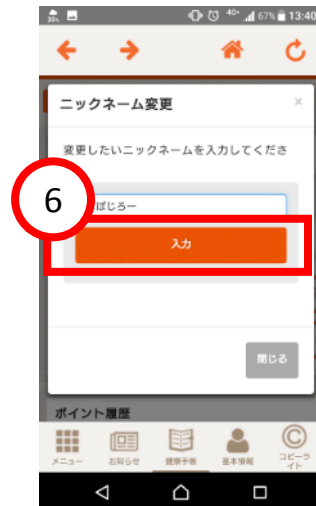 67% 13:40
ニックネーム変更 ×
変更したいニックネームを入力してくださ
6
ぽじろー
入力
閉じる
ポイント履歴
メニュー
お知らせ
健康手帳
基本情報
コピーラ
イト